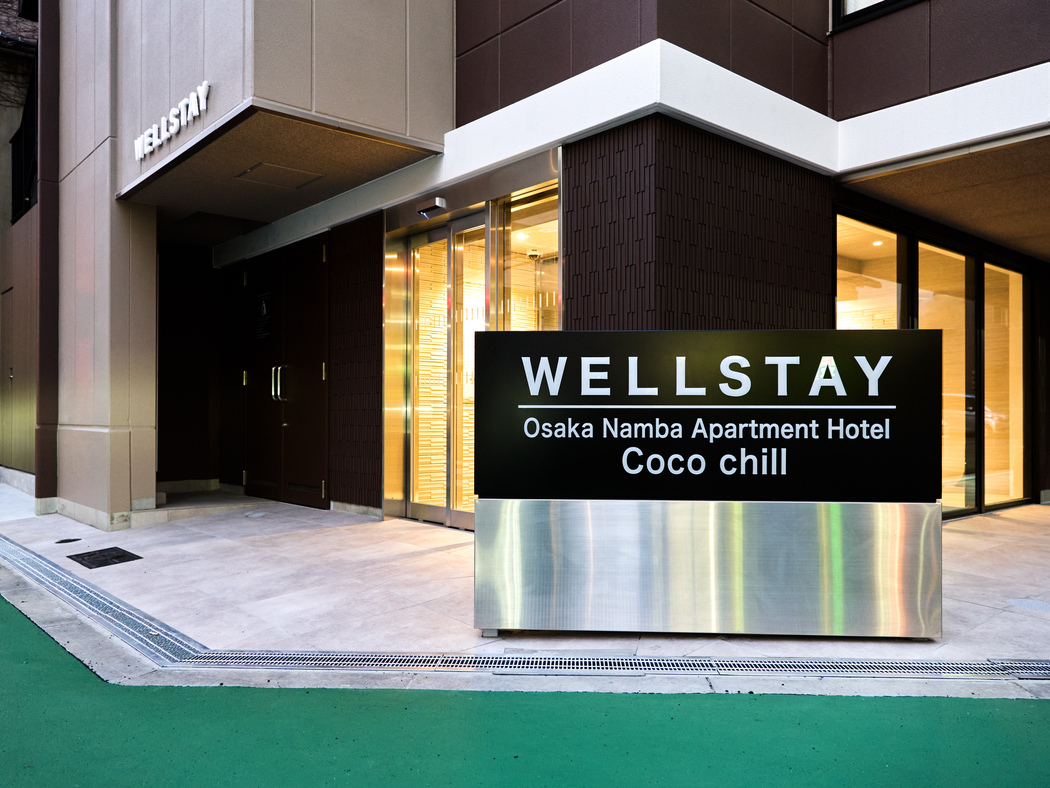 WELLSTAY
WELLSTAY
Osaka Namba Apartment Hotel
Coco chill